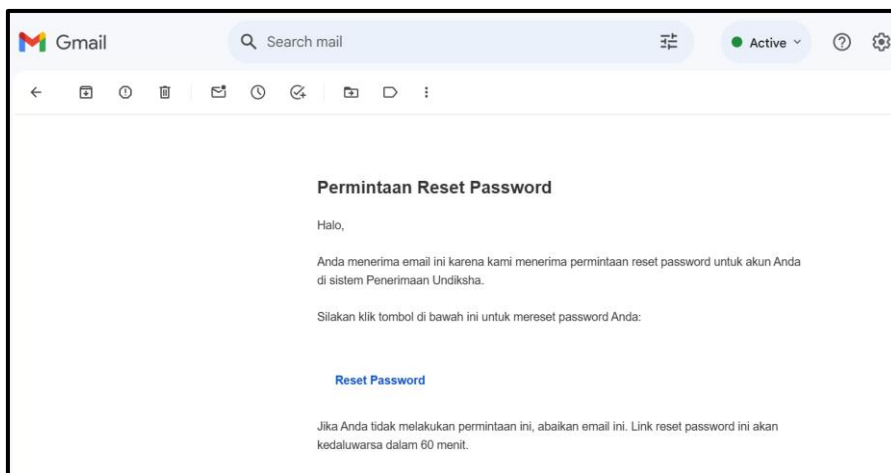 Gmail
Search mail
Active
Permintaan Reset Password
Halo,
Anda menerima email ini karena kami menerima permintaan reset password untuk akun Anda
di sistem Penerimaan Undiksha.
Silakan klik tombol di bawah ini untuk mereset password Anda:
Reset Password
Jika Anda tidak melakukan permintaan ini, abaikan email ini. Link reset password ini akan
kedaluwarsa dalam 60 menit.